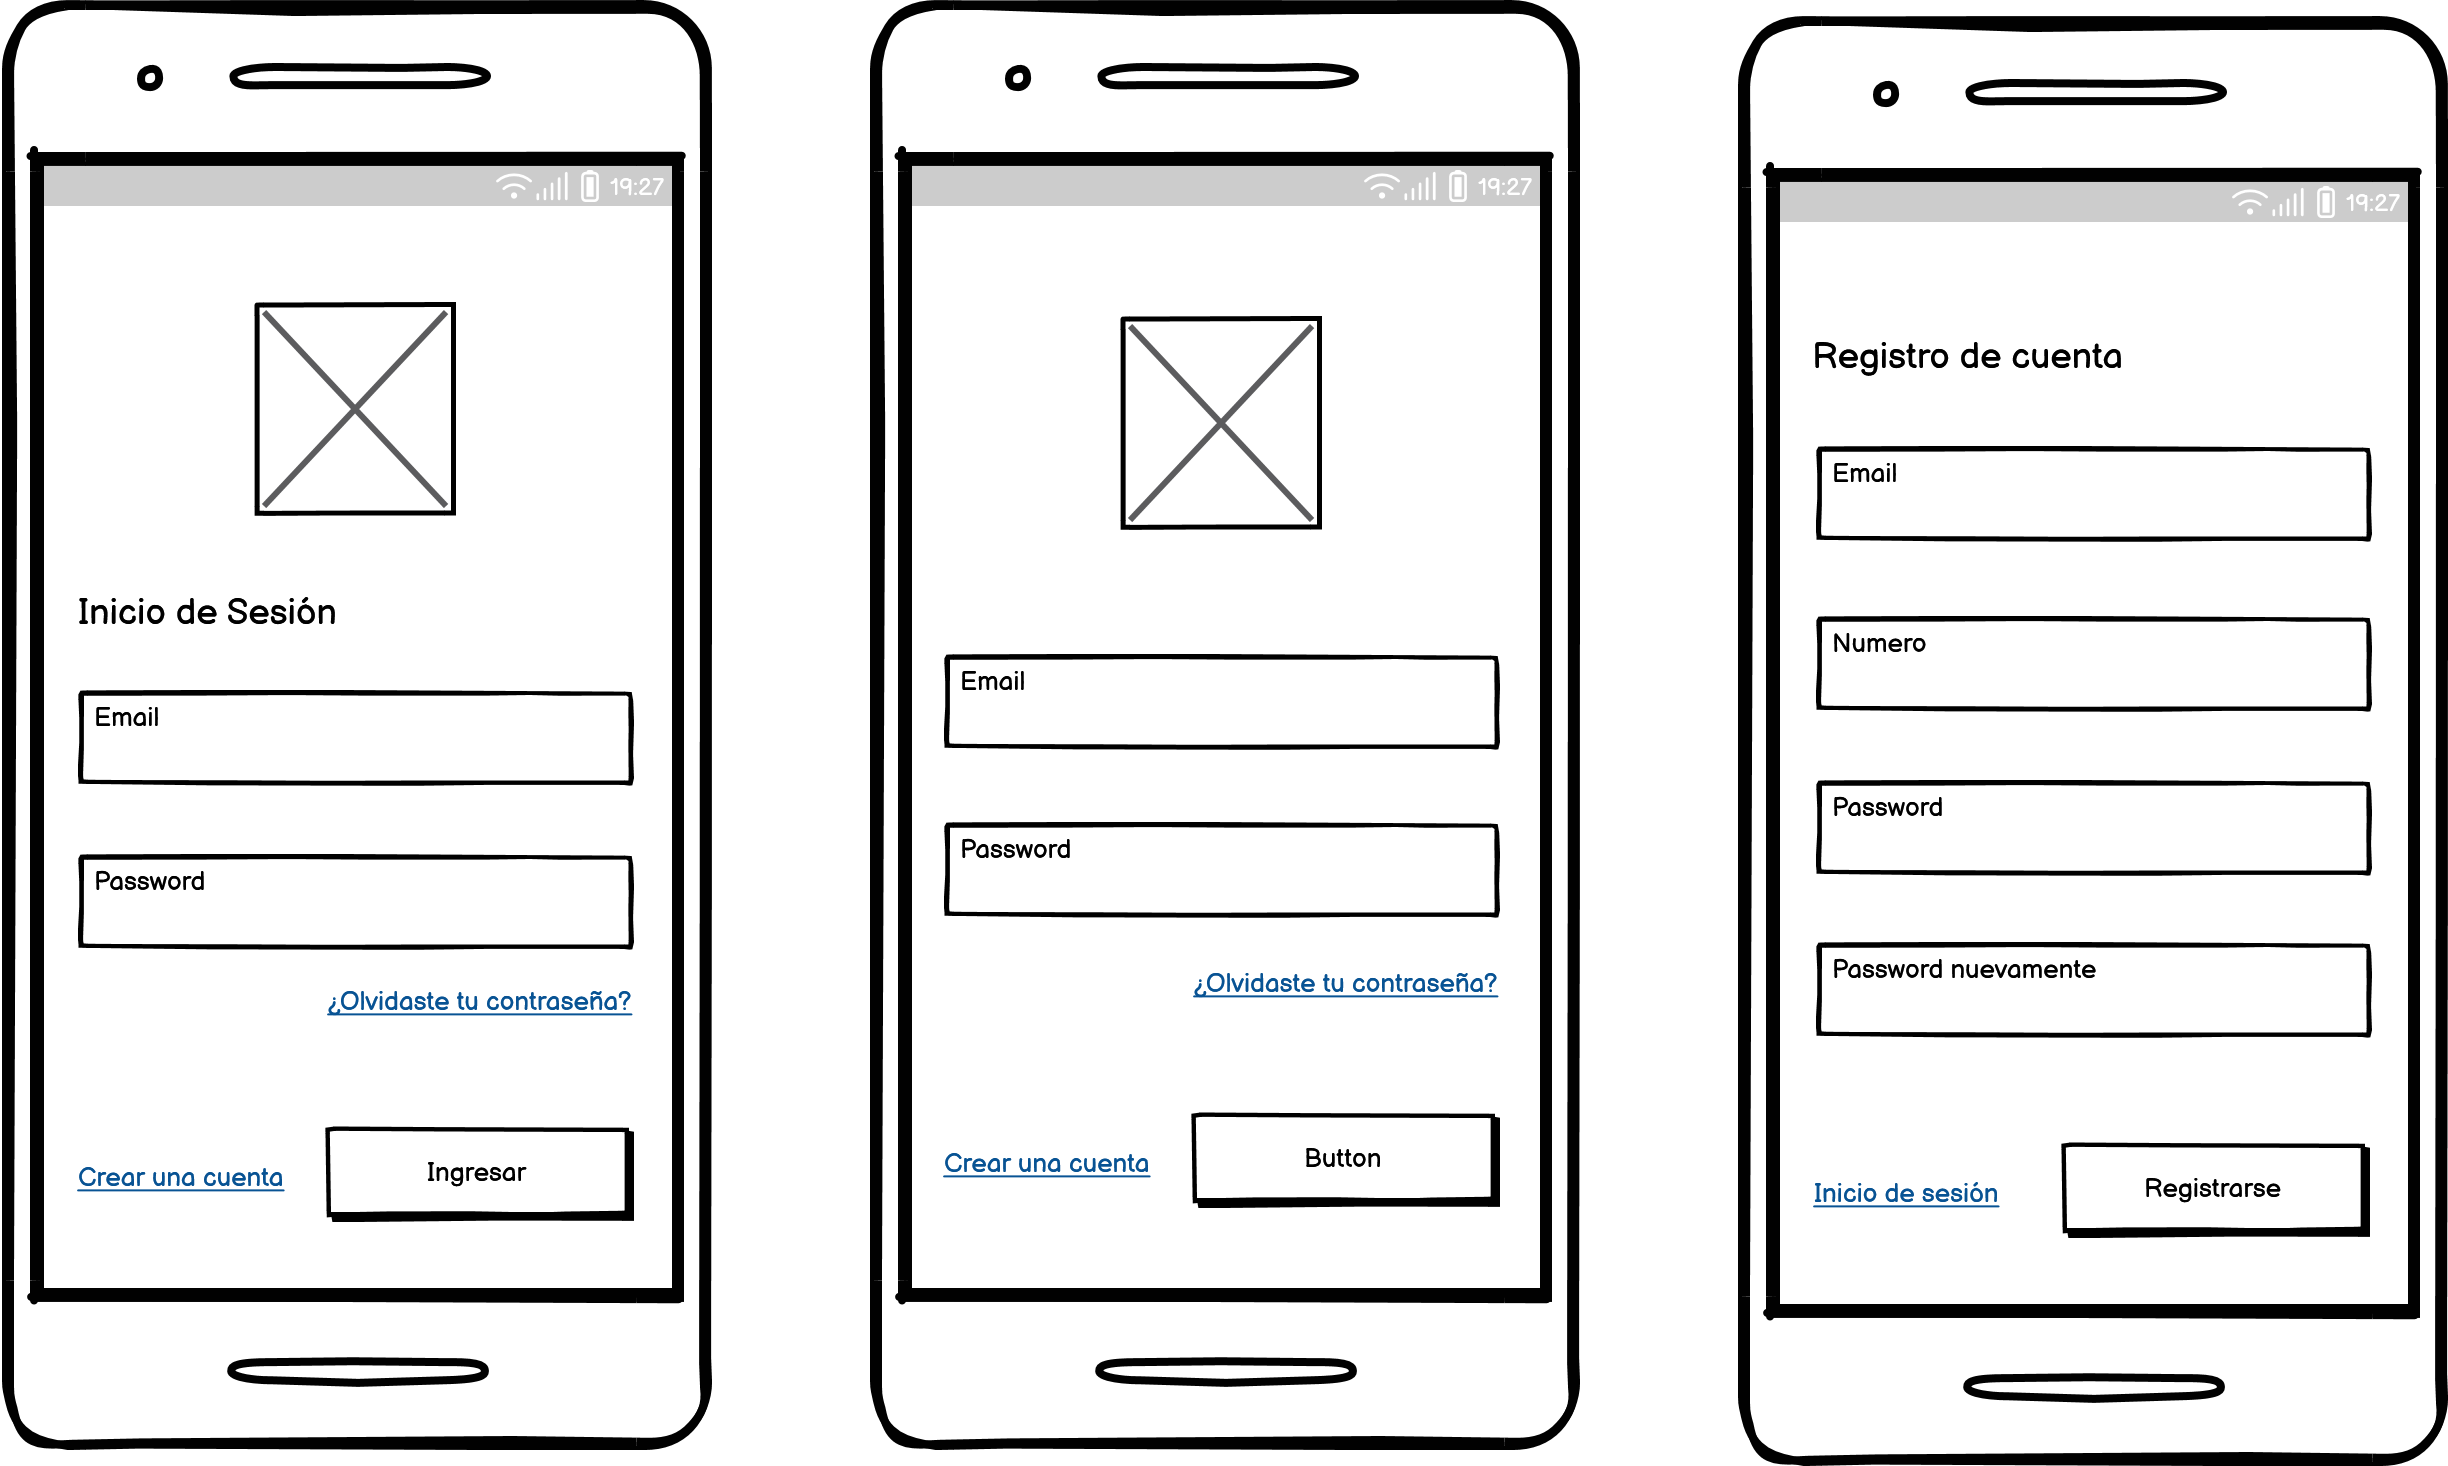 19:27
Inicio de Sesión
Email
Password
¿Olvidaste tu contraseña?
Crear una cuenta
Ingresar
19:27
Email
Password
¿Olvidaste tu contraseña?
Crear una cuenta
Button
19:27
Registro de cuenta
Email
Numero
Password
Password nuevamente
Inicio de sesión
Registrarse